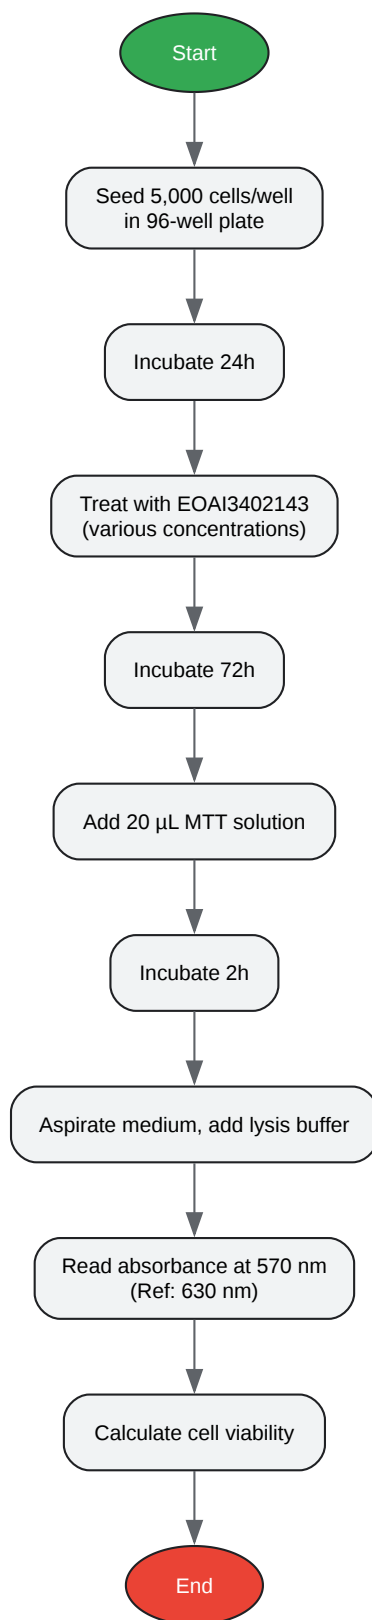 Start
Seed 5,000 cells/well
in 96-well plate
Incubate 24h
Treat with EOAI3402143
(various concentrations)
Incubate 72h
Add 20 µL MTT solution
Incubate 2h
Aspirate medium, add lysis buffer
Read absorbance at 570 nm
(Ref: 630 nm)
Calculate cell viability
End